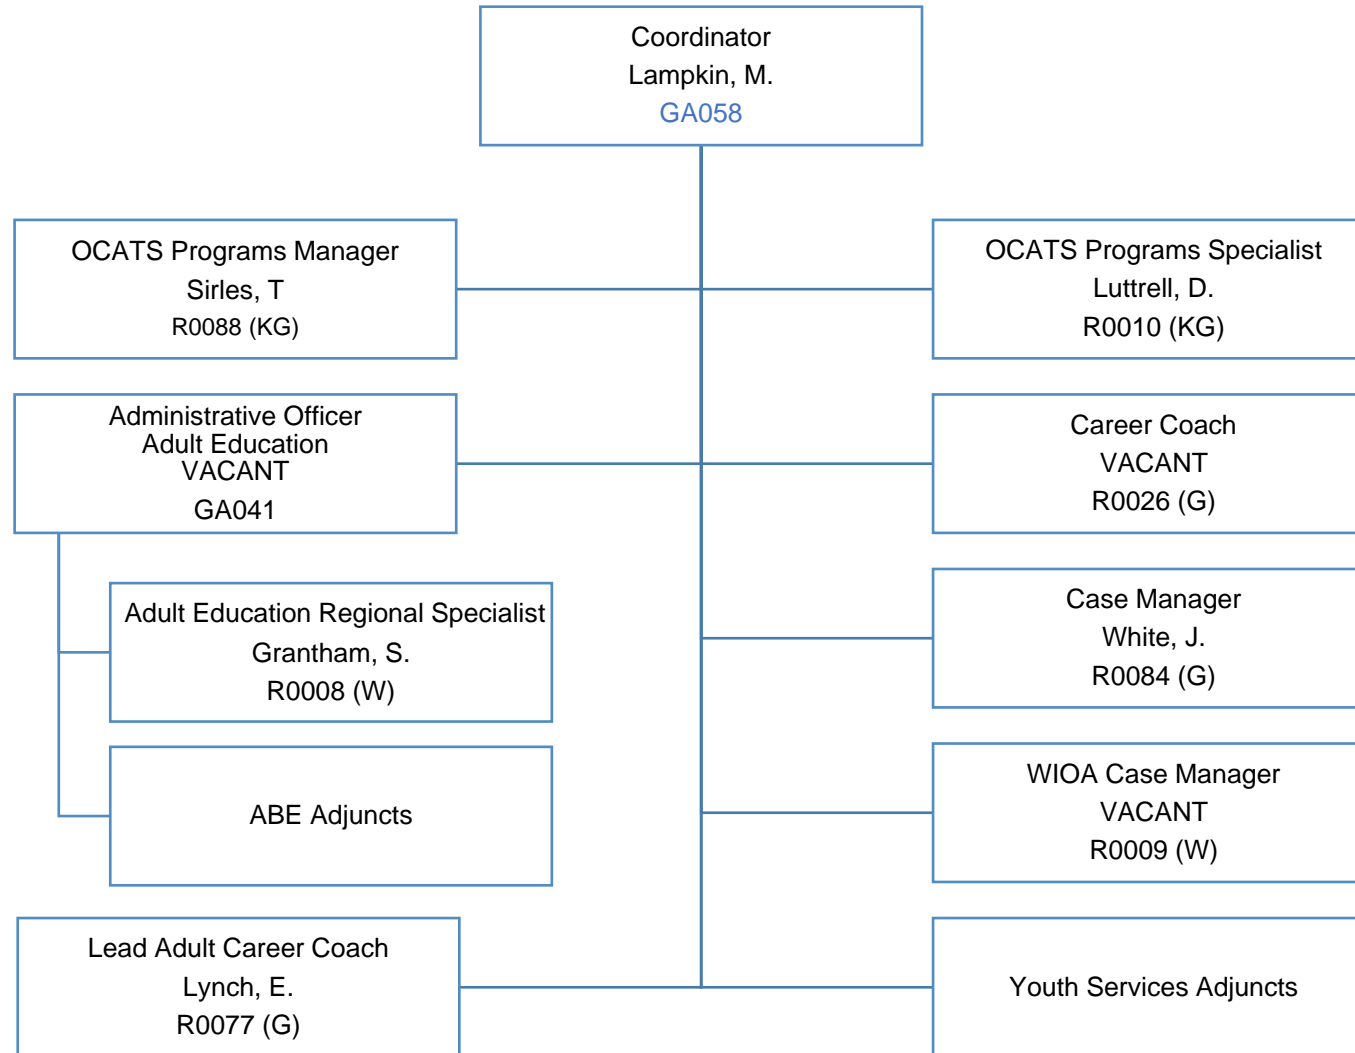 Coordinator
Lampkin, M.
GA058
OCATS Programs Manager
Sirles, T
R0088 (KG)
OCATS Programs Specialist
Luttrell, D.
R0010 (KG)
Administrative Officer
Adult Education
VACANT
GA041
Career Coach
VACANT
R0026 (G)
Adult Education Regional Specialist
Grantham, S.
R0008 (W)
Case Manager
White, J.
R0084 (G)
ABE Adjuncts
WIOA Case Manager
VACANT
R0009 (W)
Lead Adult Career Coach
Lynch, E.
R0077 (G)
Youth Services Adjuncts